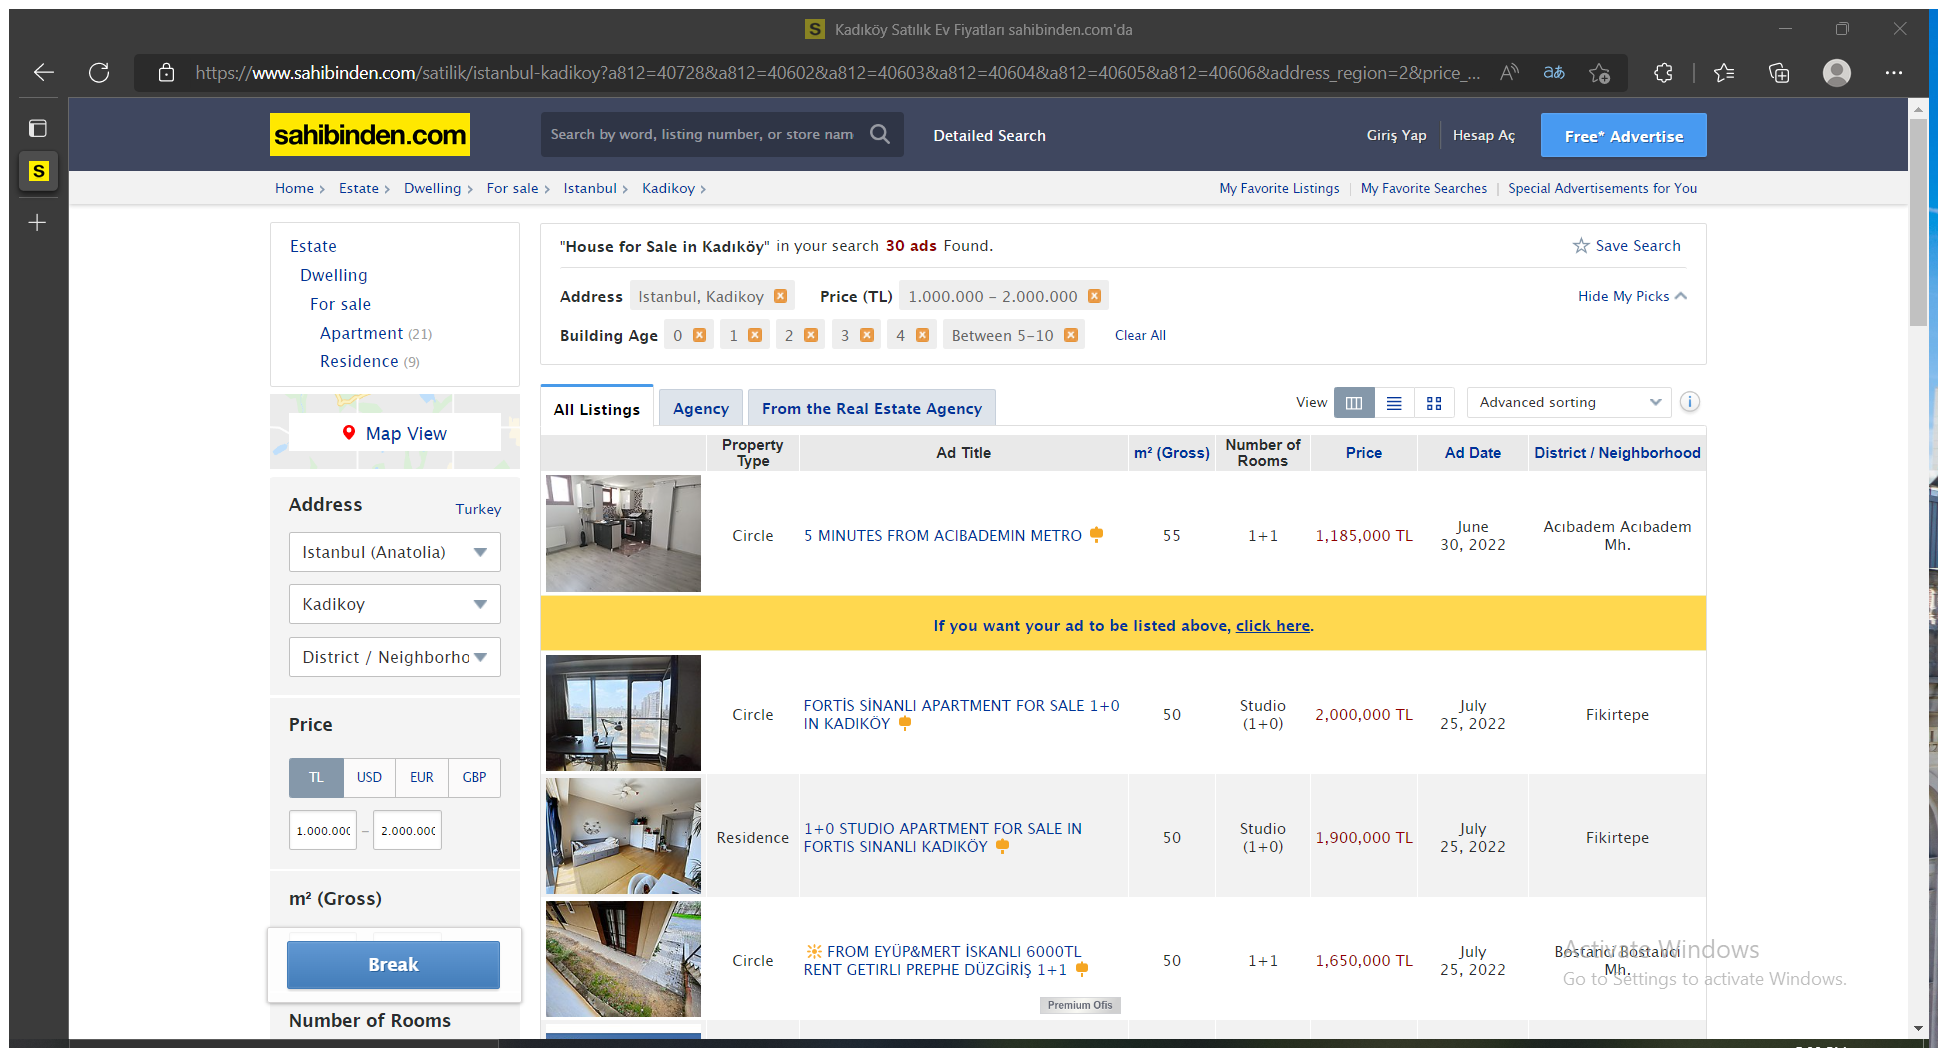 Kadıköy Satılık Ev Fiyatları sahibinden.com'da
https://www.sahibinden.com/satilik/istanbul-kadikoy?a812=40728&a812=40602&a812=40603&a812=40604&a812=40605&a812=40606&address_region=2&price_...
sahibinden.com
Search by word, listing number, or store nam
Detailed Search
Giriş Yap
Hesap Aç
Free* Advertise
Home > Estate > Dwelling > For sale > Istanbul > Kadikoy >
My Favorite Listings | My Favorite Searches | Special Advertisements for You
Estate
Dwelling
For sale
Apartment (21)
Residence (9)
Map View
Address
Turkey
Istanbul (Anatolia)
Kadikoy
District / Neighborho
Price
TL USD EUR GBP
1.000.000 – 2.000.000
m² (Gross)
Break
Number of Rooms
"House for Sale in Kadıköy" in your search 30 ads Found.
Save Search
Address Istanbul, Kadikoy Price (TL) 1.000.000 – 2.000.000
Hide My Picks
Building Age 0 1 2 3 4 Between 5–10 Clear All
All Listings
Agency
From the Real Estate Agency
View
Advanced sorting
Property Type
Ad Title
m² (Gross)
Number of Rooms
Price
Ad Date
District / Neighborhood
Circle
5 MINUTES FROM ACIBADEMIN METRO
55
1+1
1,185,000 TL
June
30, 2022
Acıbadem Acıbadem
Mh.
If you want your ad to be listed above, click here.
Circle
FORTİS SİNANLI APARTMENT FOR SALE 1+0
IN KADIKÖY
50
Studio
(1+0)
2,000,000 TL
July
25, 2022
Fikirtepe
Residence
1+0 STUDIO APARTMENT FOR SALE IN
FORTIS SINANLI KADIKÖY
50
Studio
(1+0)
1,900,000 TL
July
25, 2022
Fikirtepe
Circle
FROM EYÜP&MERT İSKANLI 6000TL
RENT GETIRLI PREPHE DÜZGİRİŞ 1+1
Premium Ofis
50
1+1
1,650,000 TL
July
25, 2022
Bostancı Bostancı
Mh.
Activate Windows
Go to Settings to activate Windows.